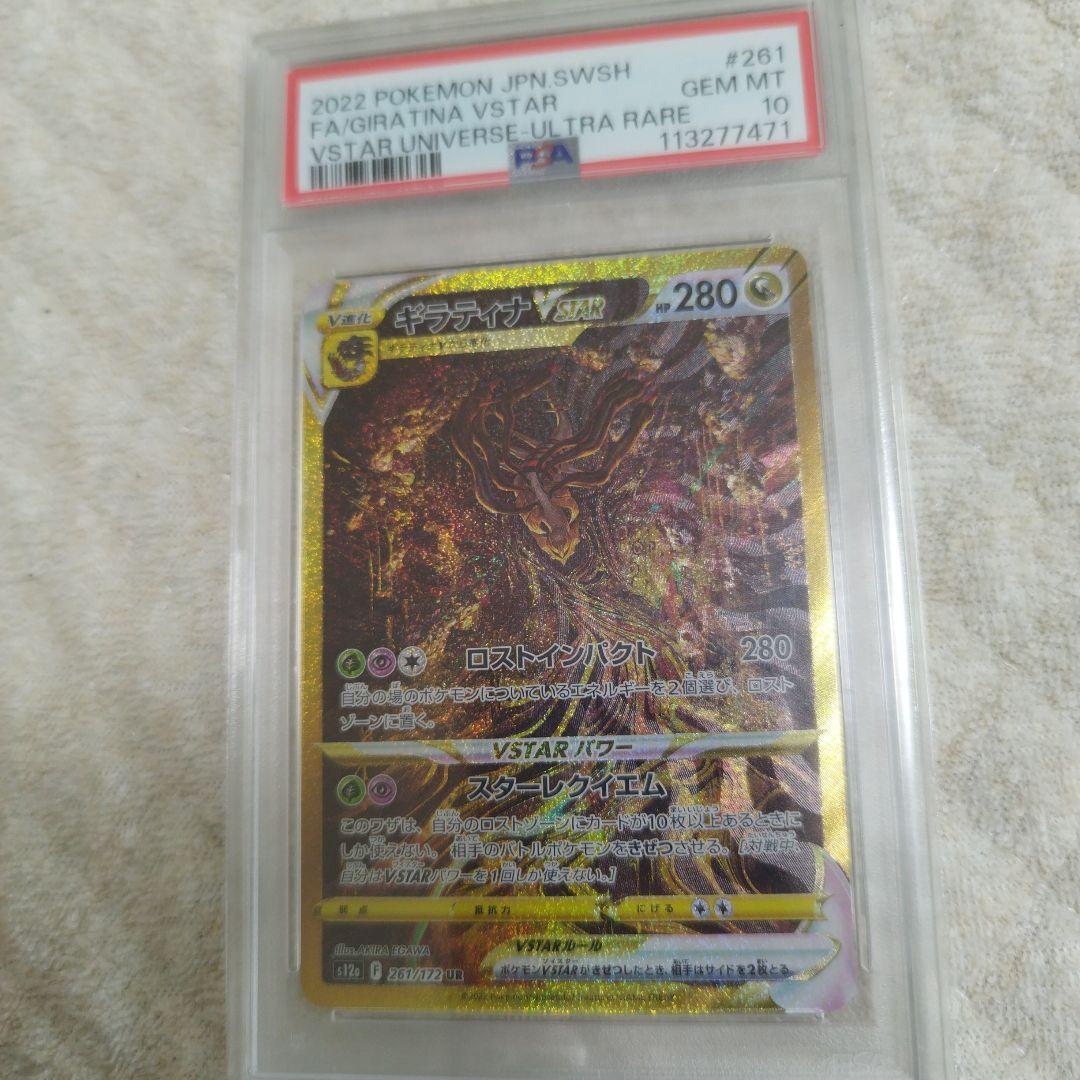 2022 POKEMON JPN.SWSH #261
FA/GIRATINA VSTAR GEM MT
VSTAR UNIVERSE-ULTRA RARE 10
113277471
PSA
V進化
ギラティナVSTAR HP 280
ギラティナVから進化
ロストインパクト 280
自分の場のポケモンについているエネルギーを2個選び、ロスト
ゾーンに置く。
VSTARパワー
スターレクイエム
このワザは、自分のロストゾーンにカードが10枚以上あるときに
しか使えない。相手のバトルポケモンをきぜつさせる。[対戦中、
自分はVSTARパワーを1回しか使えない。]
弱点 抵抗力 にげる
illus. AKIRA EGAWA
VSTARルール
s12a F 261/172 UR
ポケモンVSTARがきぜつしたとき、相手はサイドを2枚とる。